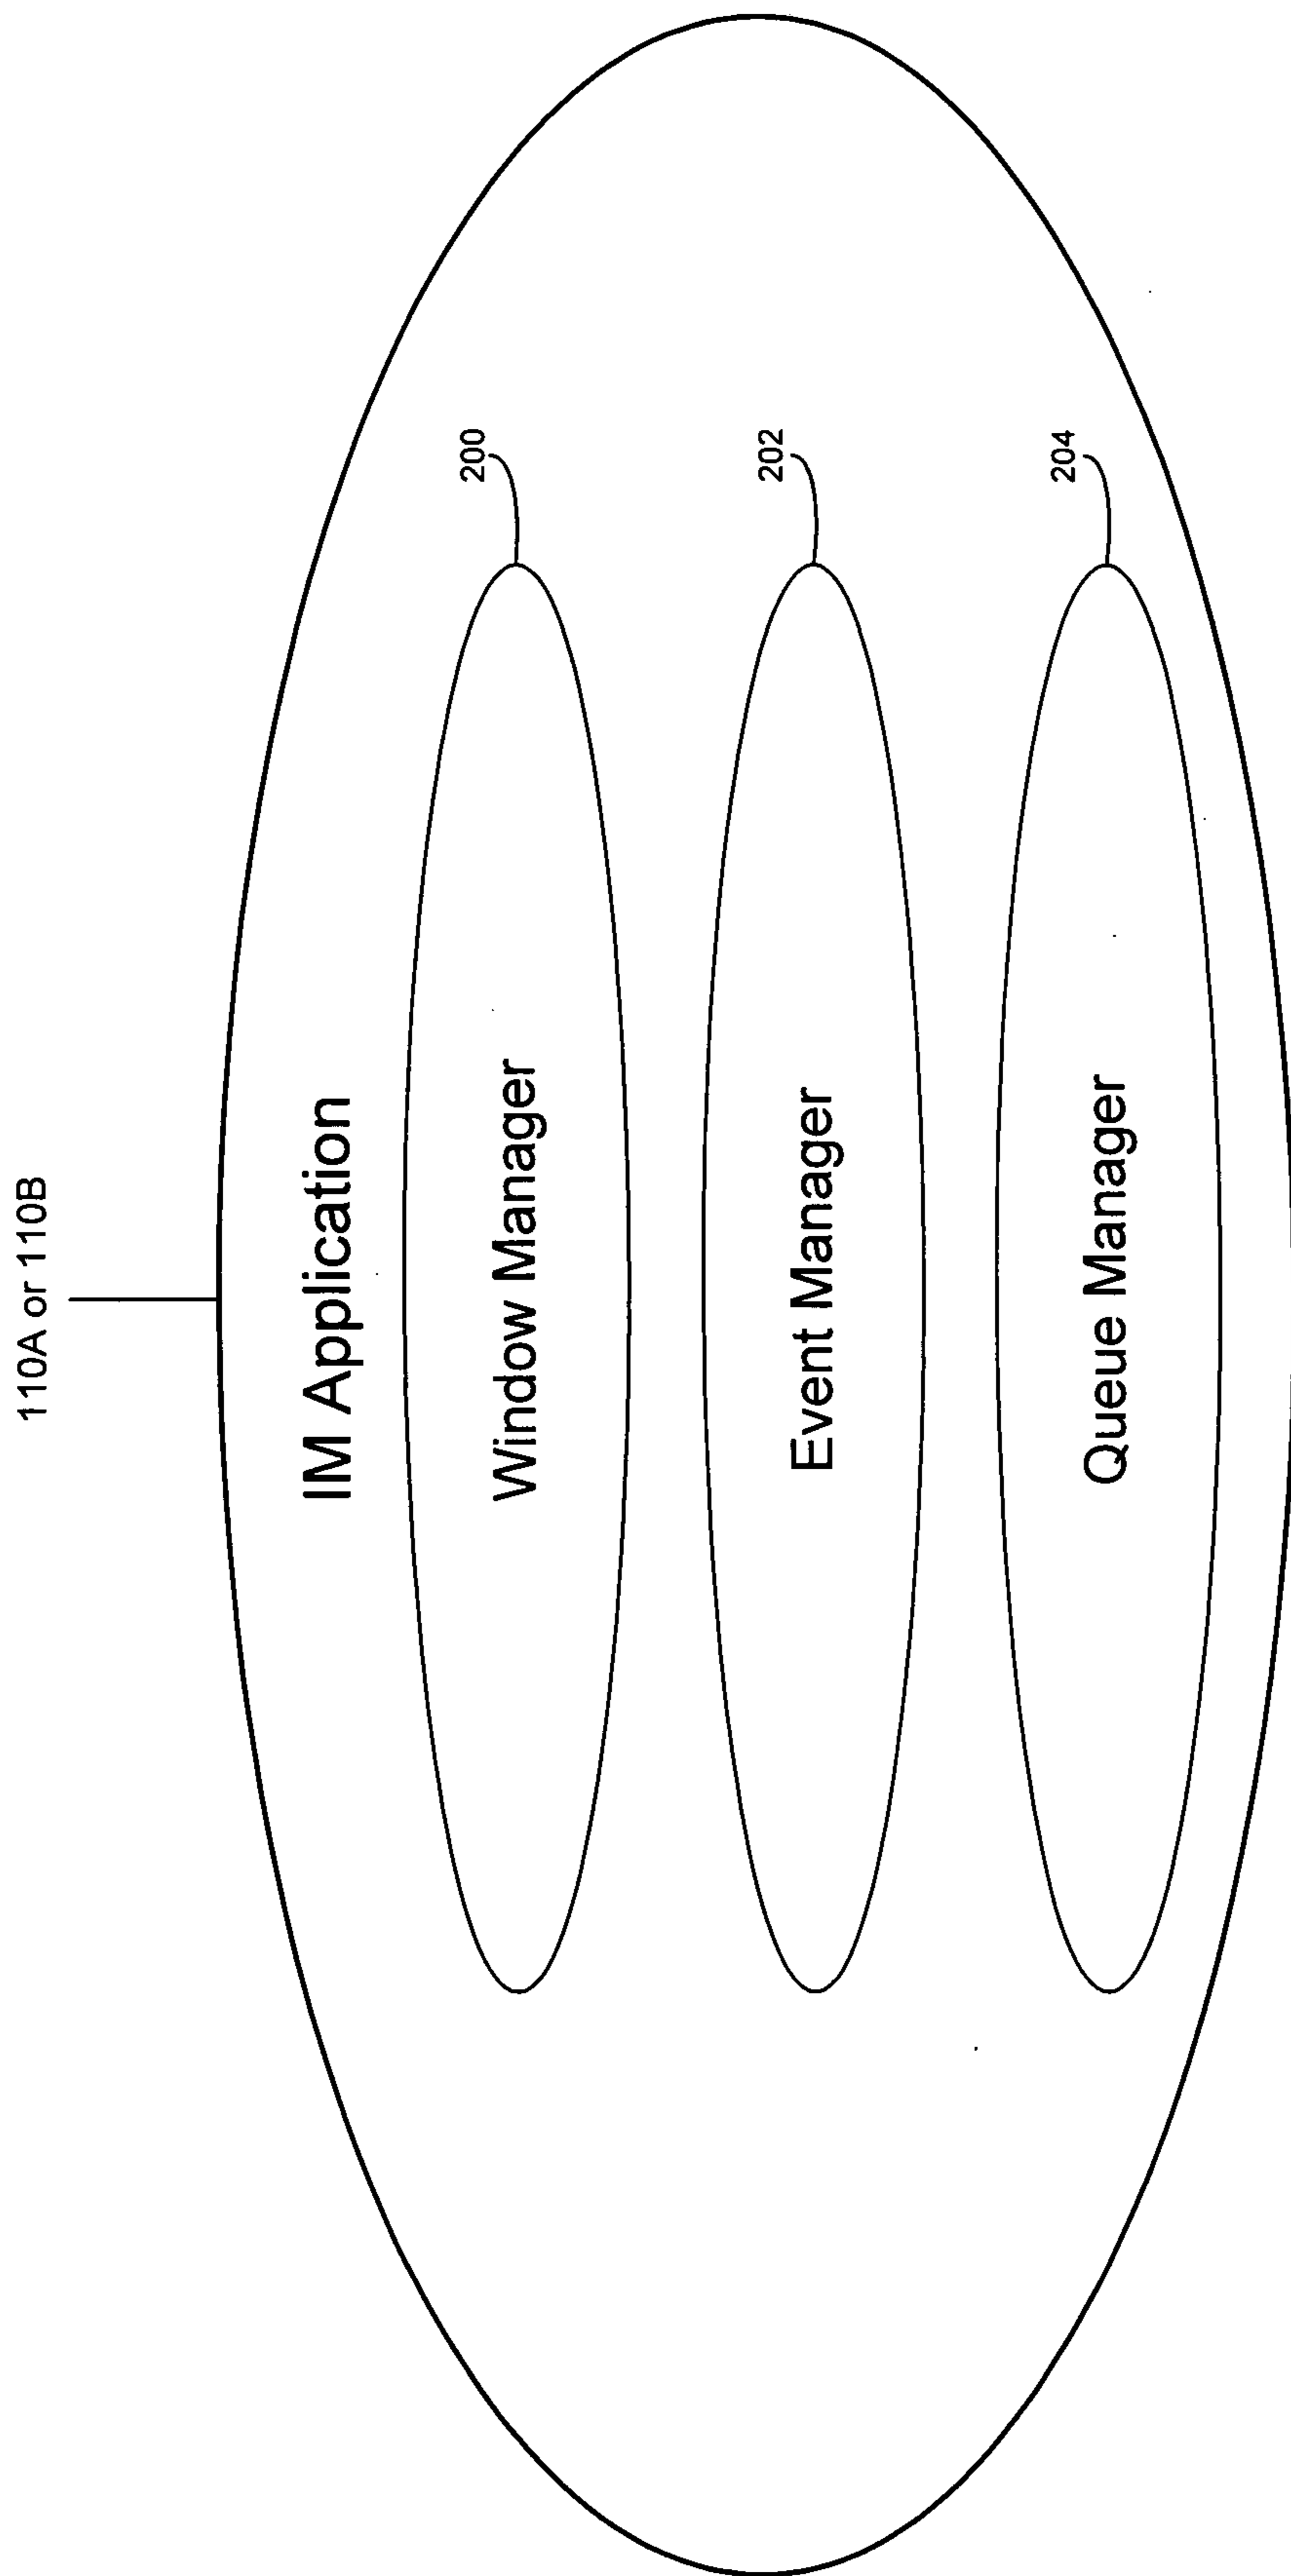 110A or 110B
IM Application
200
Window Manager
202
Event Manager
204
Queue Manager